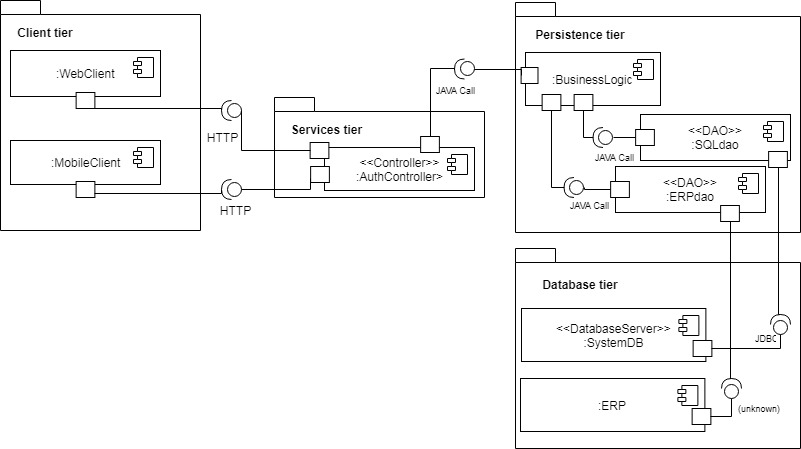 Client tier
:WebClient
:MobileClient
HTTP
HTTP
Services tier
<<Controller>>
:AuthController>
JAVA Call
Persistence tier
:BusinessLogic
<<DAO>>
:SQLdao
JAVA Call
<<DAO>>
:ERPdao
JAVA Call
Database tier
<<DatabaseServer>>
:SystemDB
JDBC
:ERP
(unknown)